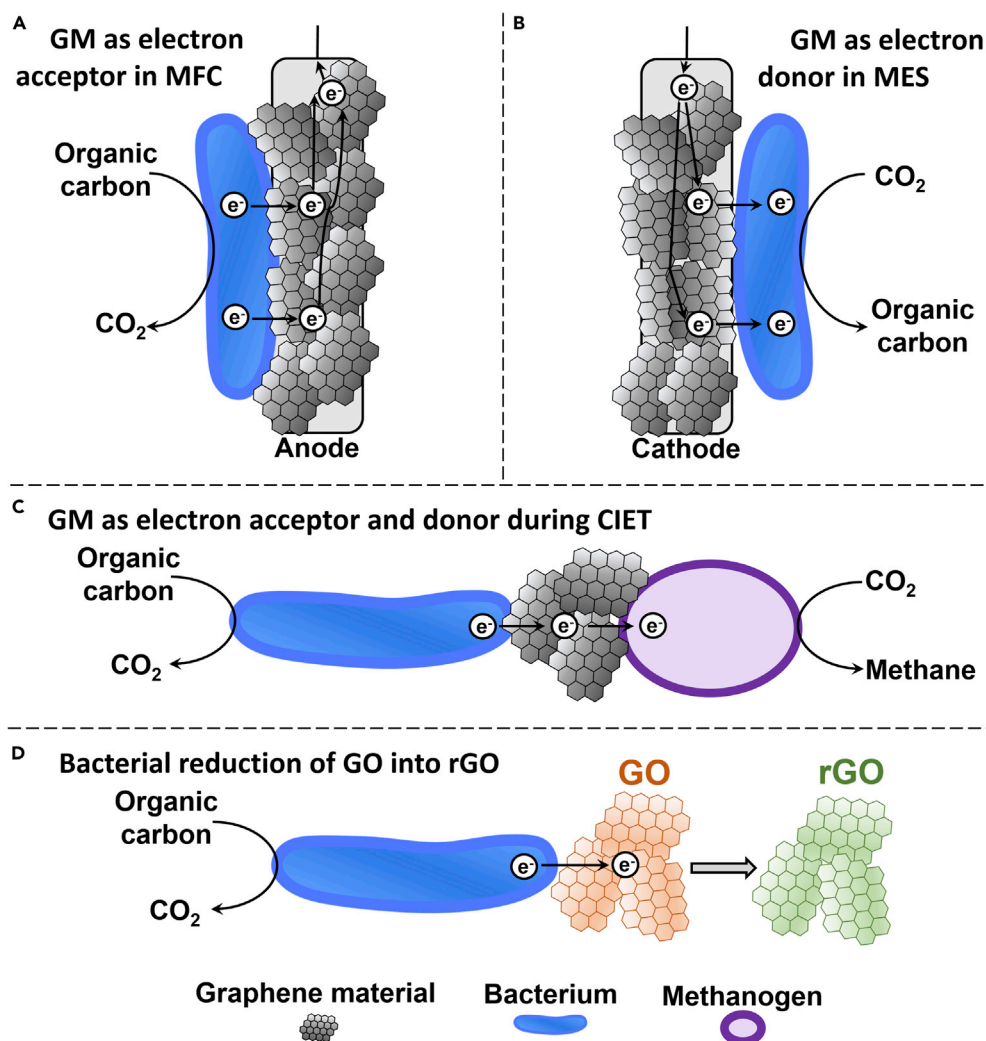 A
GM as electron
acceptor in MFC
Organic
carbon
CO₂
e-
e-
e-
e-
e-
Anode
B
GM as electron
donor in MES
e-
e-
e-
e-
e-
CO₂
Organic
carbon
Cathode
C
GM as electron acceptor and donor during CIET
Organic
carbon
CO₂
e-
e-
e-
CO₂
Methane
D
Bacterial reduction of GO into rGO
Organic
carbon
CO₂
e-
e-
GO
rGO
Graphene material
Bacterium
Methanogen